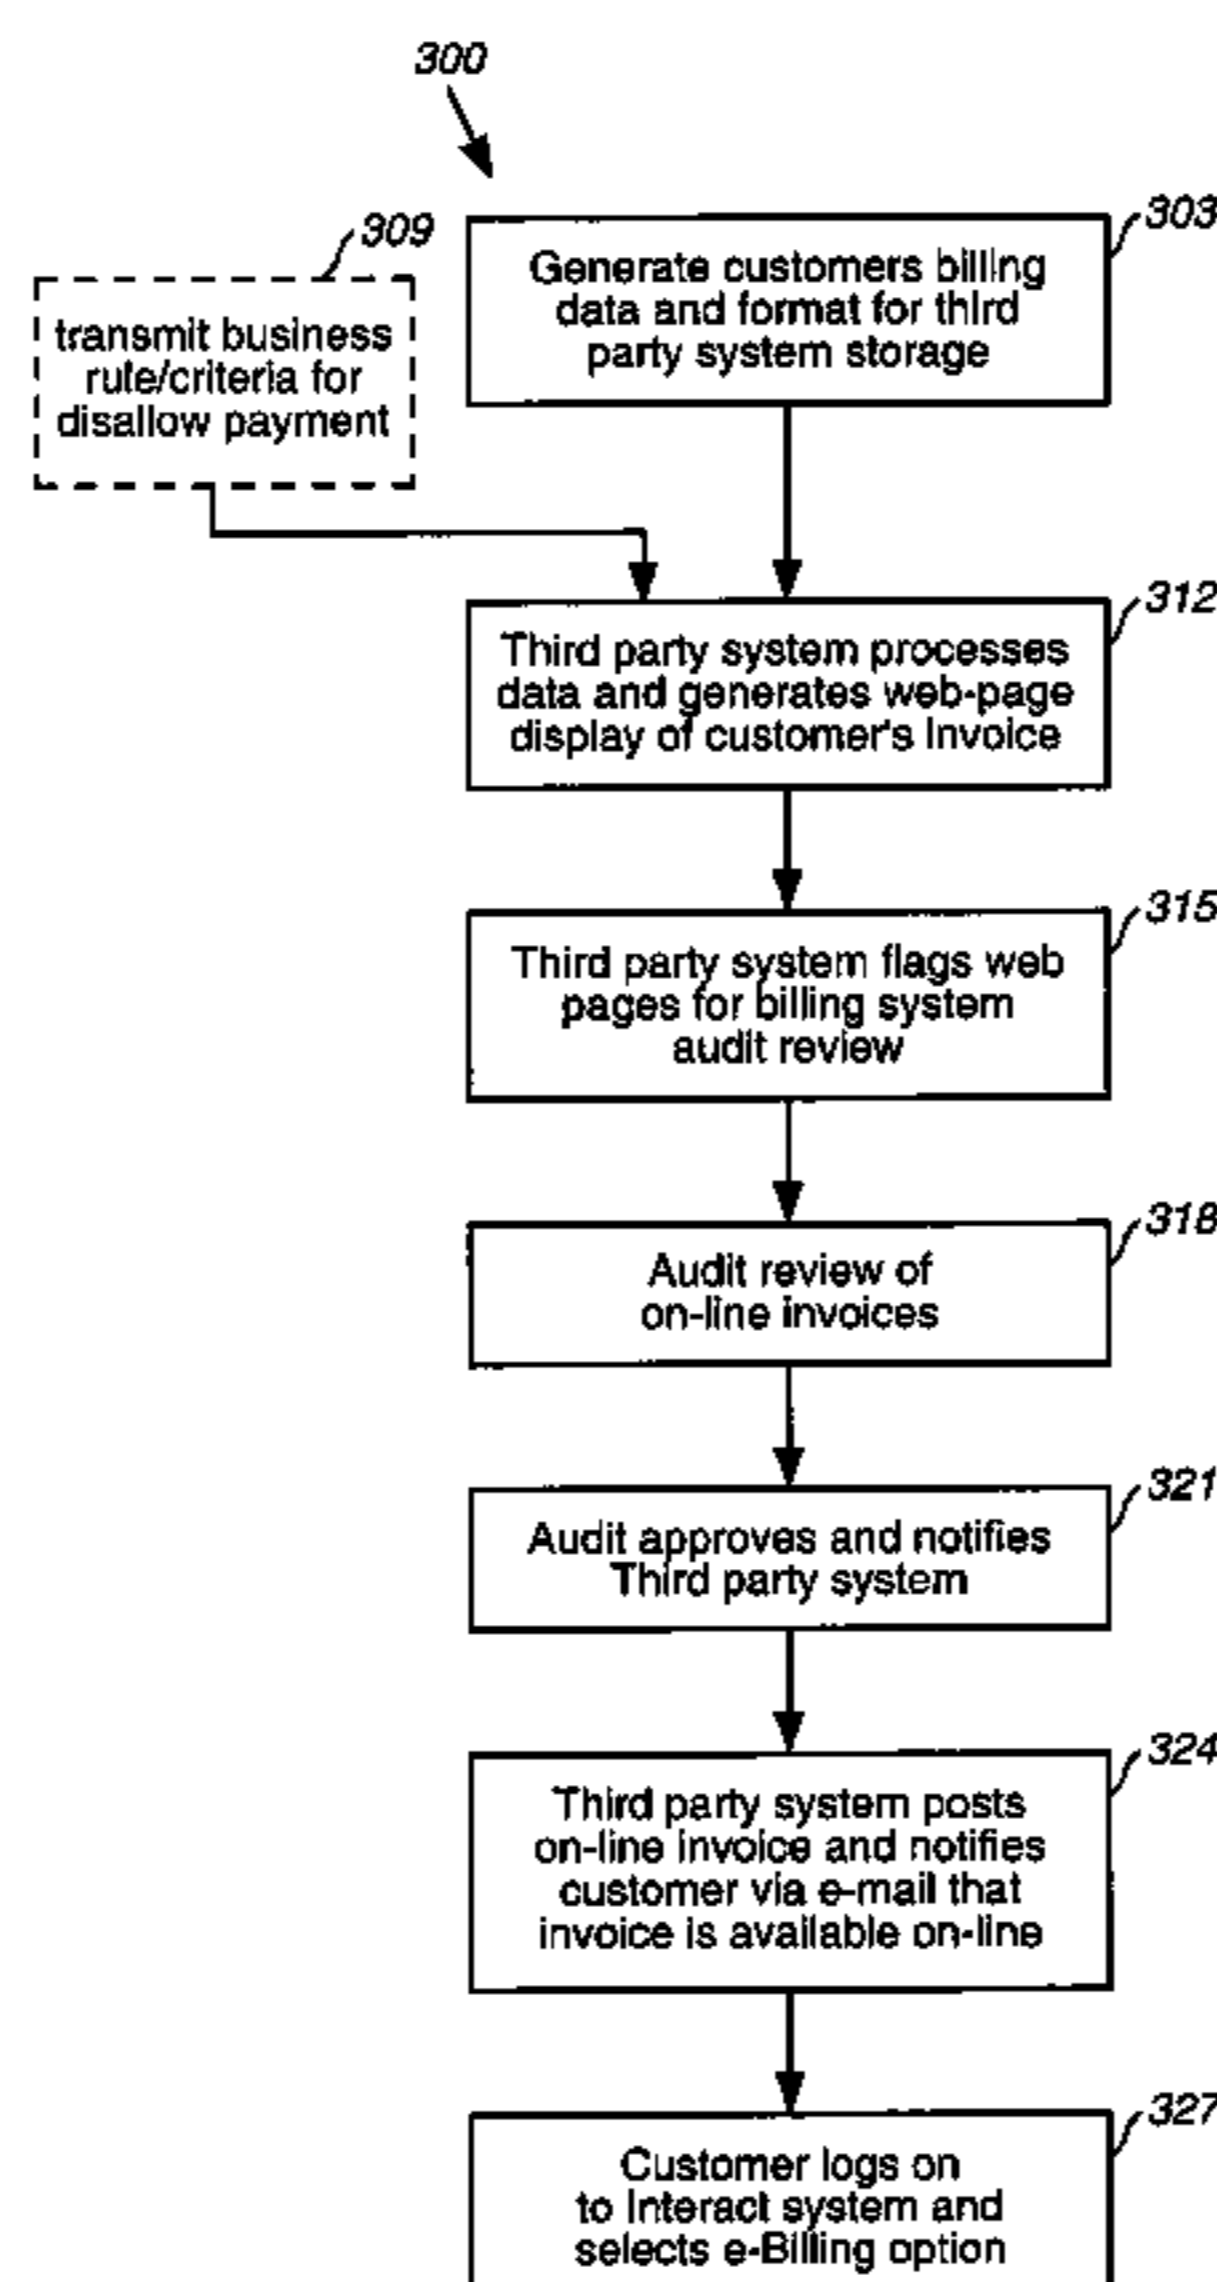 300
303
Generate customers billing
data and format for third
party system storage
309
transmit business
rule/criteria for
disallow payment
312
Third party system processes
data and generates web-page
display of customer's invoice
315
Third party system flags web
pages for billing system
audit review
318
Audit review of
on-line invoices
321
Audit approves and notifies
Third party system
324
Third party system posts
on-line invoice and notifies
customer via e-mail that
invoice is available on-line
327
Customer logs on
to Interact system and
selects e-Billing option